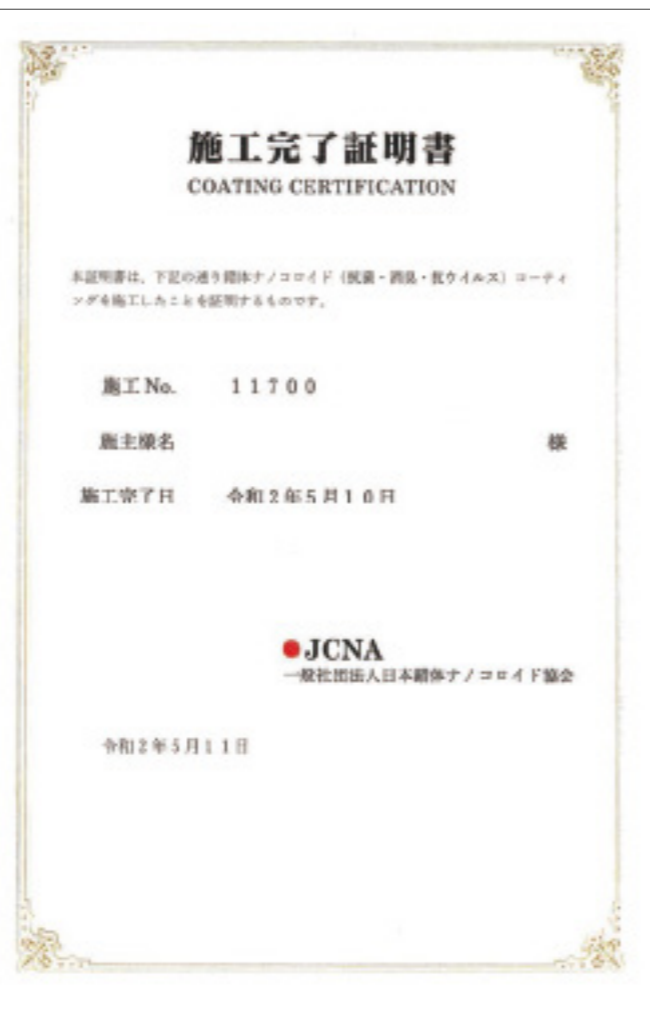 施工完了証明書
COATING CERTIFICATION
本証明書は、下記の通り錯体ナノコロイド（抗菌・消臭・抗ウイルス）コーティ
ングを施工したことを証明するものです。
施工No. 11700
施主様名 様
施工完了日 令和2年5月10日
JCNA
一般社団法人日本錯体ナノコロイド協会
令和2年5月11日